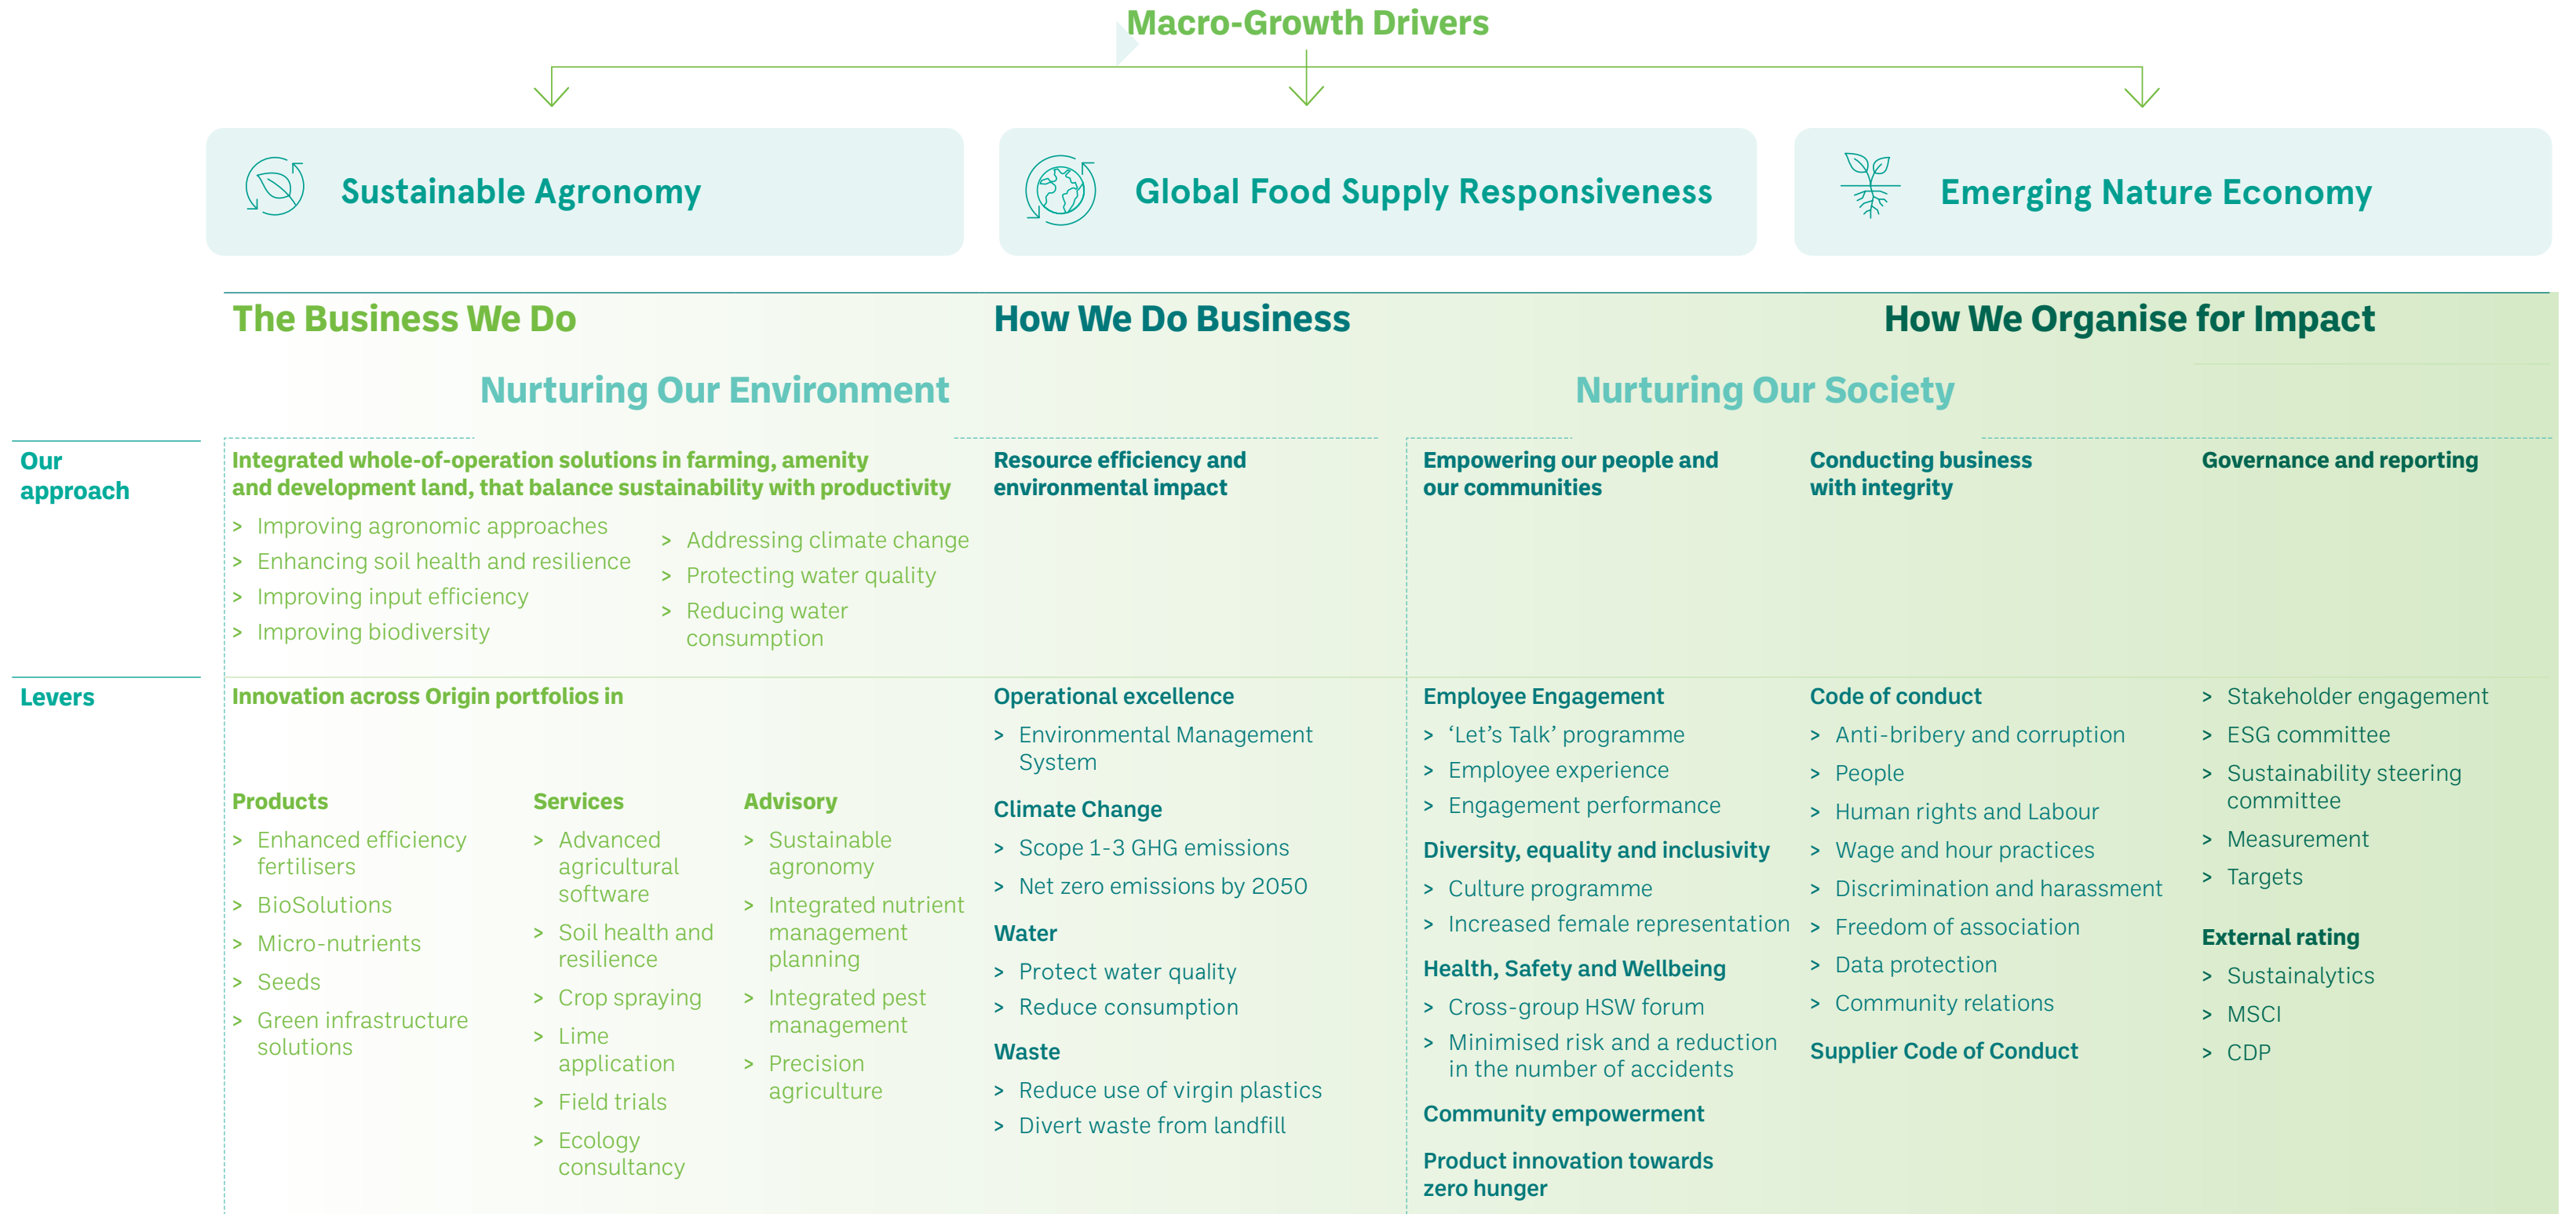 Macro-Growth Drivers
Sustainable Agronomy
Global Food Supply Responsiveness
Emerging Nature Economy
The Business We Do
How We Do Business
How We Organise for Impact
Nurturing Our Environment
Nurturing Our Society
Our
approach
Integrated whole-of-operation solutions in farming, amenity
and development land, that balance sustainability with productivity
> Improving agronomic approaches
> Enhancing soil health and resilience
> Improving input efficiency
> Improving biodiversity
> Addressing climate change
> Protecting water quality
> Reducing water
consumption
Resource efficiency and
environmental impact
Empowering our people and
our communities
Conducting business
with integrity
Governance and reporting
Levers
Innovation across Origin portfolios in
Products
> Enhanced efficiency
fertilisers
> BioSolutions
> Micro-nutrients
> Seeds
> Green infrastructure
solutions
Services
> Advanced
agricultural
software
> Soil health and
resilience
> Crop spraying
> Lime
application
> Field trials
> Ecology
consultancy
Advisory
> Sustainable
agronomy
> Integrated nutrient
management
planning
> Integrated pest
management
> Precision
agriculture
Operational excellence
> Environmental Management
System
Climate Change
> Scope 1-3 GHG emissions
> Net zero emissions by 2050
Water
> Protect water quality
> Reduce consumption
Waste
> Reduce use of virgin plastics
> Divert waste from landfill
Employee Engagement
> ‘Let’s Talk’ programme
> Employee experience
> Engagement performance
Diversity, equality and inclusivity
> Culture programme
> Increased female representation
Health, Safety and Wellbeing
> Cross-group HSW forum
> Minimised risk and a reduction
in the number of accidents
Community empowerment
Product innovation towards
zero hunger
Code of conduct
> Anti-bribery and corruption
> People
> Human rights and Labour
> Wage and hour practices
> Discrimination and harassment
> Freedom of association
> Data protection
> Community relations
Supplier Code of Conduct
> Stakeholder engagement
> ESG committee
> Sustainability steering
committee
> Measurement
> Targets
External rating
> Sustainalytics
> MSCI
> CDP